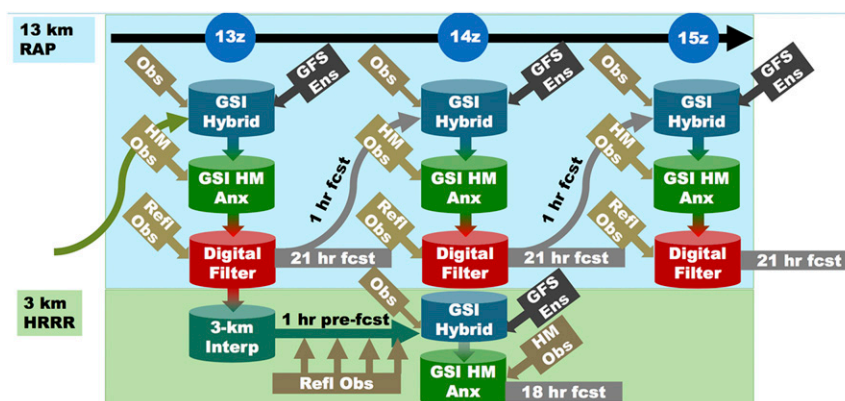 13 km
RAP
13z
14z
15z
Obs
GFS
Ens
Obs
GFS
Ens
Obs
GFS
Ens
GSI
Hybrid
GSI
Hybrid
GSI
Hybrid
HM
Obs
HM
Obs
HM
Obs
GSI HM
Anx
1 hr fcst
GSI HM
Anx
1 hr fcst
GSI HM
Anx
Refl
Obs
Refl
Obs
Refl
Obs
Digital
Filter
21 hr fcst
Digital
Filter
21 hr fcst
Digital
Filter
21 hr fcst
3 km
HRRR
3-km
Interp
1 hr pre-fcst
Refl Obs
Obs
GSI
Hybrid
GFS
Ens
HM
Obs
GSI HM
Anx
18 hr fcst